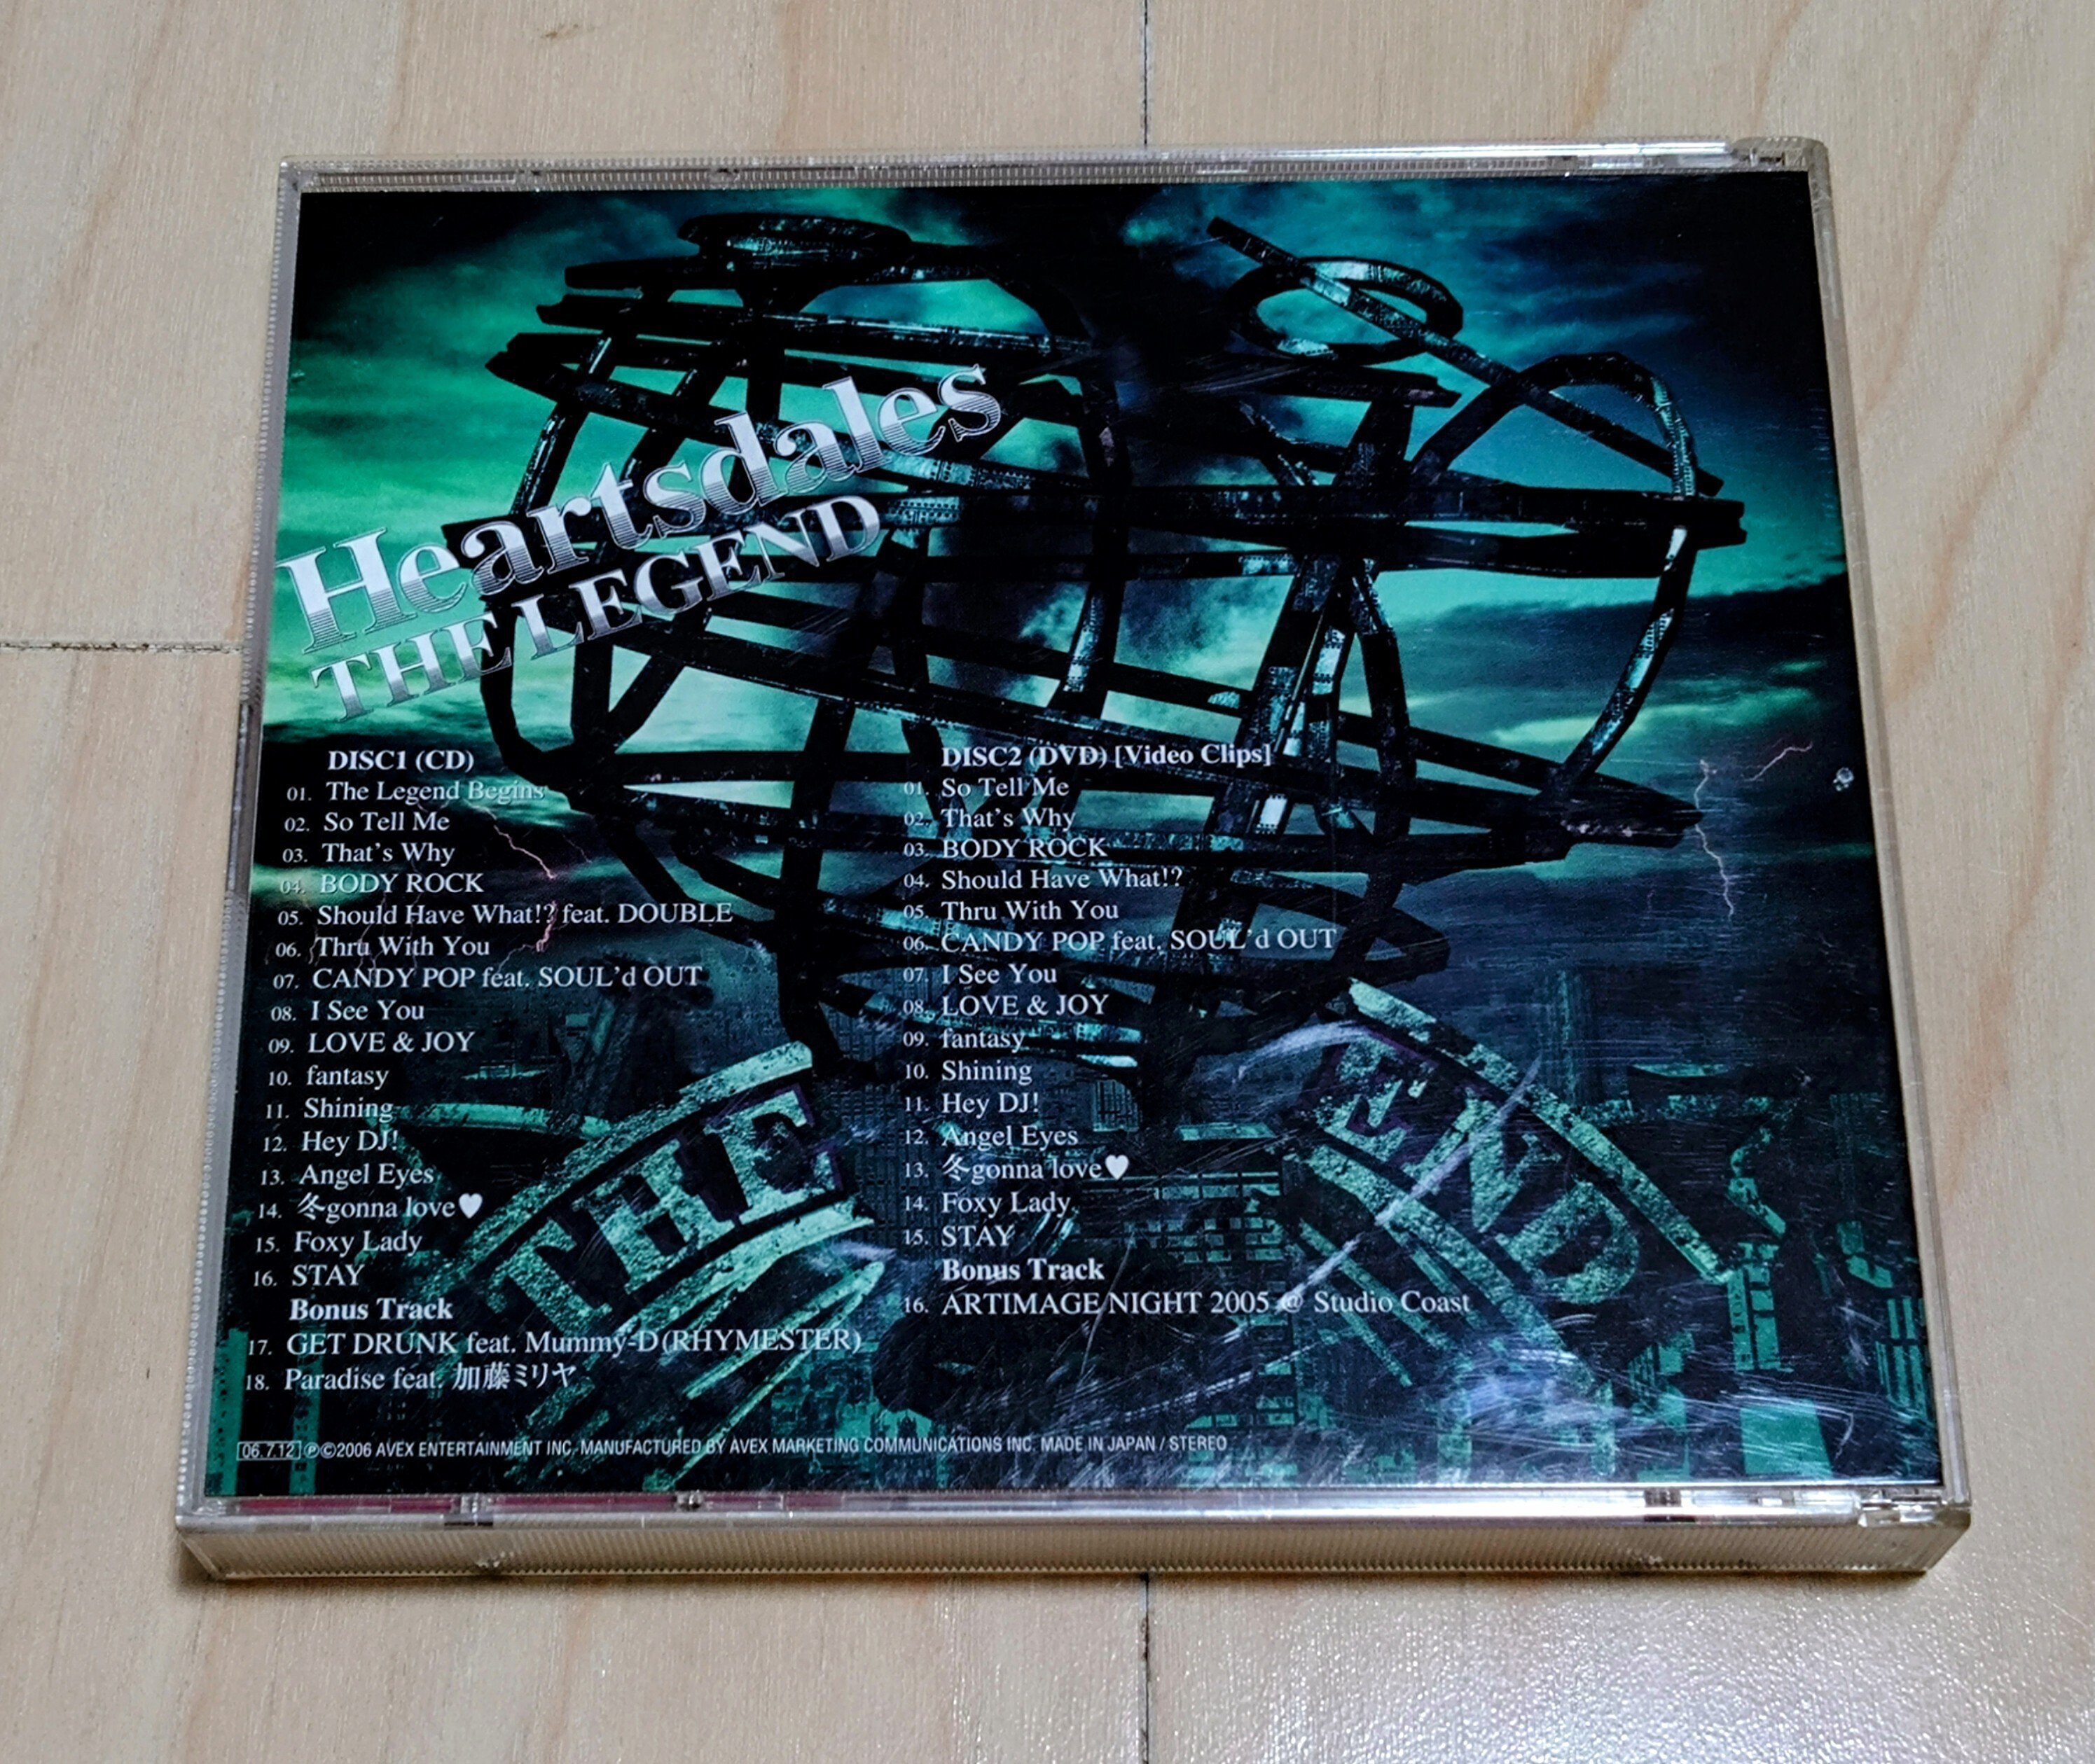 Heartsdales
THE LEGEND
DISC1 (CD)
01. The Legend Begins
02. So Tell Me
03. That's Why
04. BODY ROCK
05. Should Have What!? feat. DOUBLE
06. Thru With You
07. CANDY POP feat. SOUL'd OUT
08. I See You
09. LOVE & JOY
10. fantasy
11. Shining
12. Hey DJ!
13. Angel Eyes
14. 冬gonna love♥
15. Foxy Lady
16. STAY
Bonus Track
17. GET DRUNK feat. Mummy-D(RHYMESTER)
18. Paradise feat. 加藤ミリヤ
DISC2 (DVD) [Video Clips]
01. So Tell Me
02. That's Why
03. BODY ROCK
04. Should Have What!?
05. Thru With You
06. CANDY POP feat. SOUL'd OUT
07. I See You
08. LOVE & JOY
09. fantasy
10. Shining
11. Hey DJ!
12. Angel Eyes
13. 冬gonna love♥
14. Foxy Lady
15. STAY
Bonus Track
16. ARTIMAGE NIGHT 2005 @ Studio Coast
THE END
06.7.12 ℗©2006 AVEX ENTERTAINMENT INC. MANUFACTURED BY AVEX MARKETING COMMUNICATIONS INC. MADE IN JAPAN / STEREO